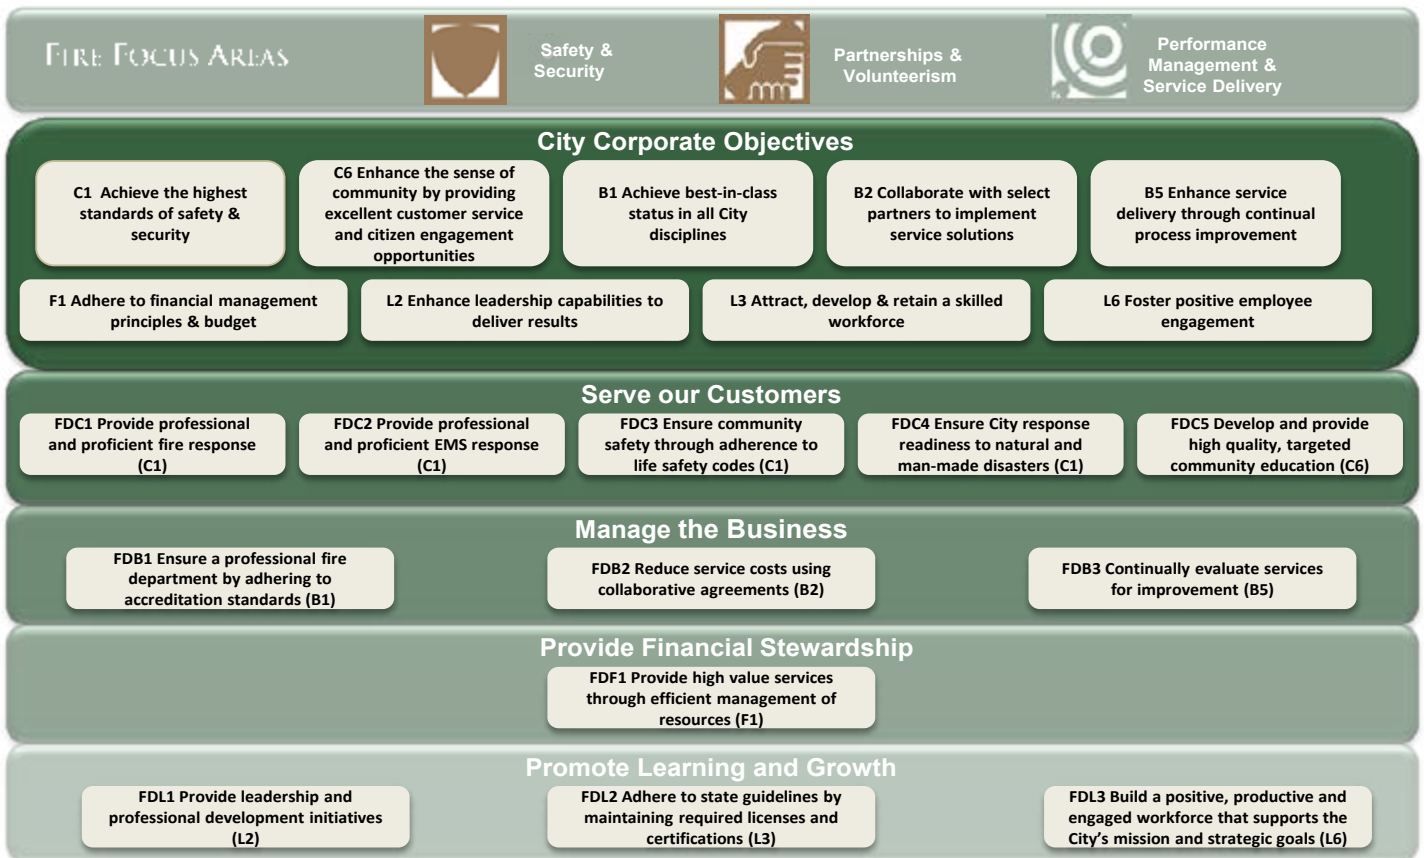 FIRE FOCUS AREAS
Safety &
Security
Partnerships &
Volunteerism
Performance
Management &
Service Delivery
City Corporate Objectives
C1 Achieve the highest
standards of safety &
security
C6 Enhance the sense of
community by providing
excellent customer service
and citizen engagement
opportunities
B1 Achieve best-in-class
status in all City
disciplines
B2 Collaborate with select
partners to implement
service solutions
B5 Enhance service
delivery through continual
process improvement
F1 Adhere to financial management
principles & budget
L2 Enhance leadership capabilities to
deliver results
L3 Attract, develop & retain a skilled
workforce
L6 Foster positive employee
engagement
Serve our Customers
FDC1 Provide professional
and proficient fire response
(C1)
FDC2 Provide professional
and proficient EMS response
(C1)
FDC3 Ensure community
safety through adherence to
life safety codes (C1)
FDC4 Ensure City response
readiness to natural and
man-made disasters (C1)
FDC5 Develop and provide
high quality, targeted
community education (C6)
Manage the Business
FDB1 Ensure a professional fire
department by adhering to
accreditation standards (B1)
FDB2 Reduce service costs using
collaborative agreements (B2)
FDB3 Continually evaluate services
for improvement (B5)
Provide Financial Stewardship
FDF1 Provide high value services
through efficient management of
resources (F1)
Promote Learning and Growth
FDL1 Provide leadership and
professional development initiatives
(L2)
FDL2 Adhere to state guidelines by
maintaining required licenses and
certifications (L3)
FDL3 Build a positive, productive and
engaged workforce that supports the
City’s mission and strategic goals (L6)